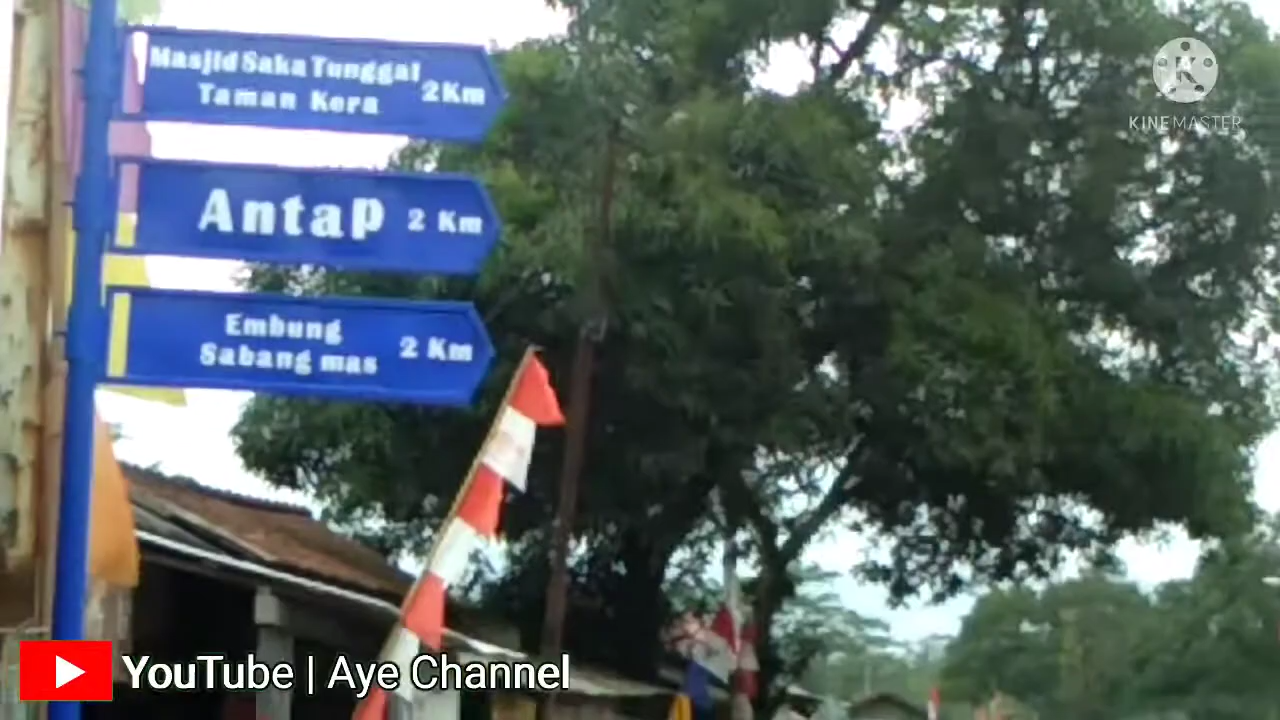 Masjid Saka Tunggal
Taman Kera 2Km
Antap 2 Km
Embung
Sabang mas 2 Km
K
KINEMASTER
YouTube | Aye Channel